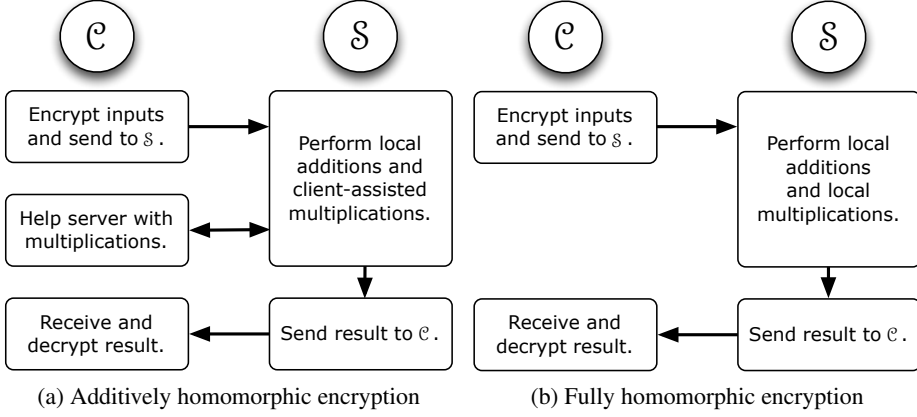 𝒞
𝒮
Encrypt inputs
and send to 𝒮 .
Perform local
additions and
client-assisted
multiplications.
Help server with
multiplications.
Receive and
decrypt result.
Send result to 𝒞 .
(a) Additively homomorphic encryption
𝒞
𝒮
Encrypt inputs
and send to 𝒮 .
Perform local
additions
and local
multiplications.
Receive and
decrypt result.
Send result to 𝒞 .
(b) Fully homomorphic encryption